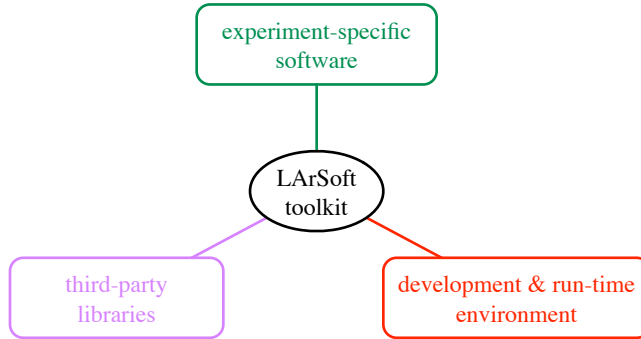 experiment-specific
software
LArSoft
toolkit
third-party
libraries
development & run-time
environment